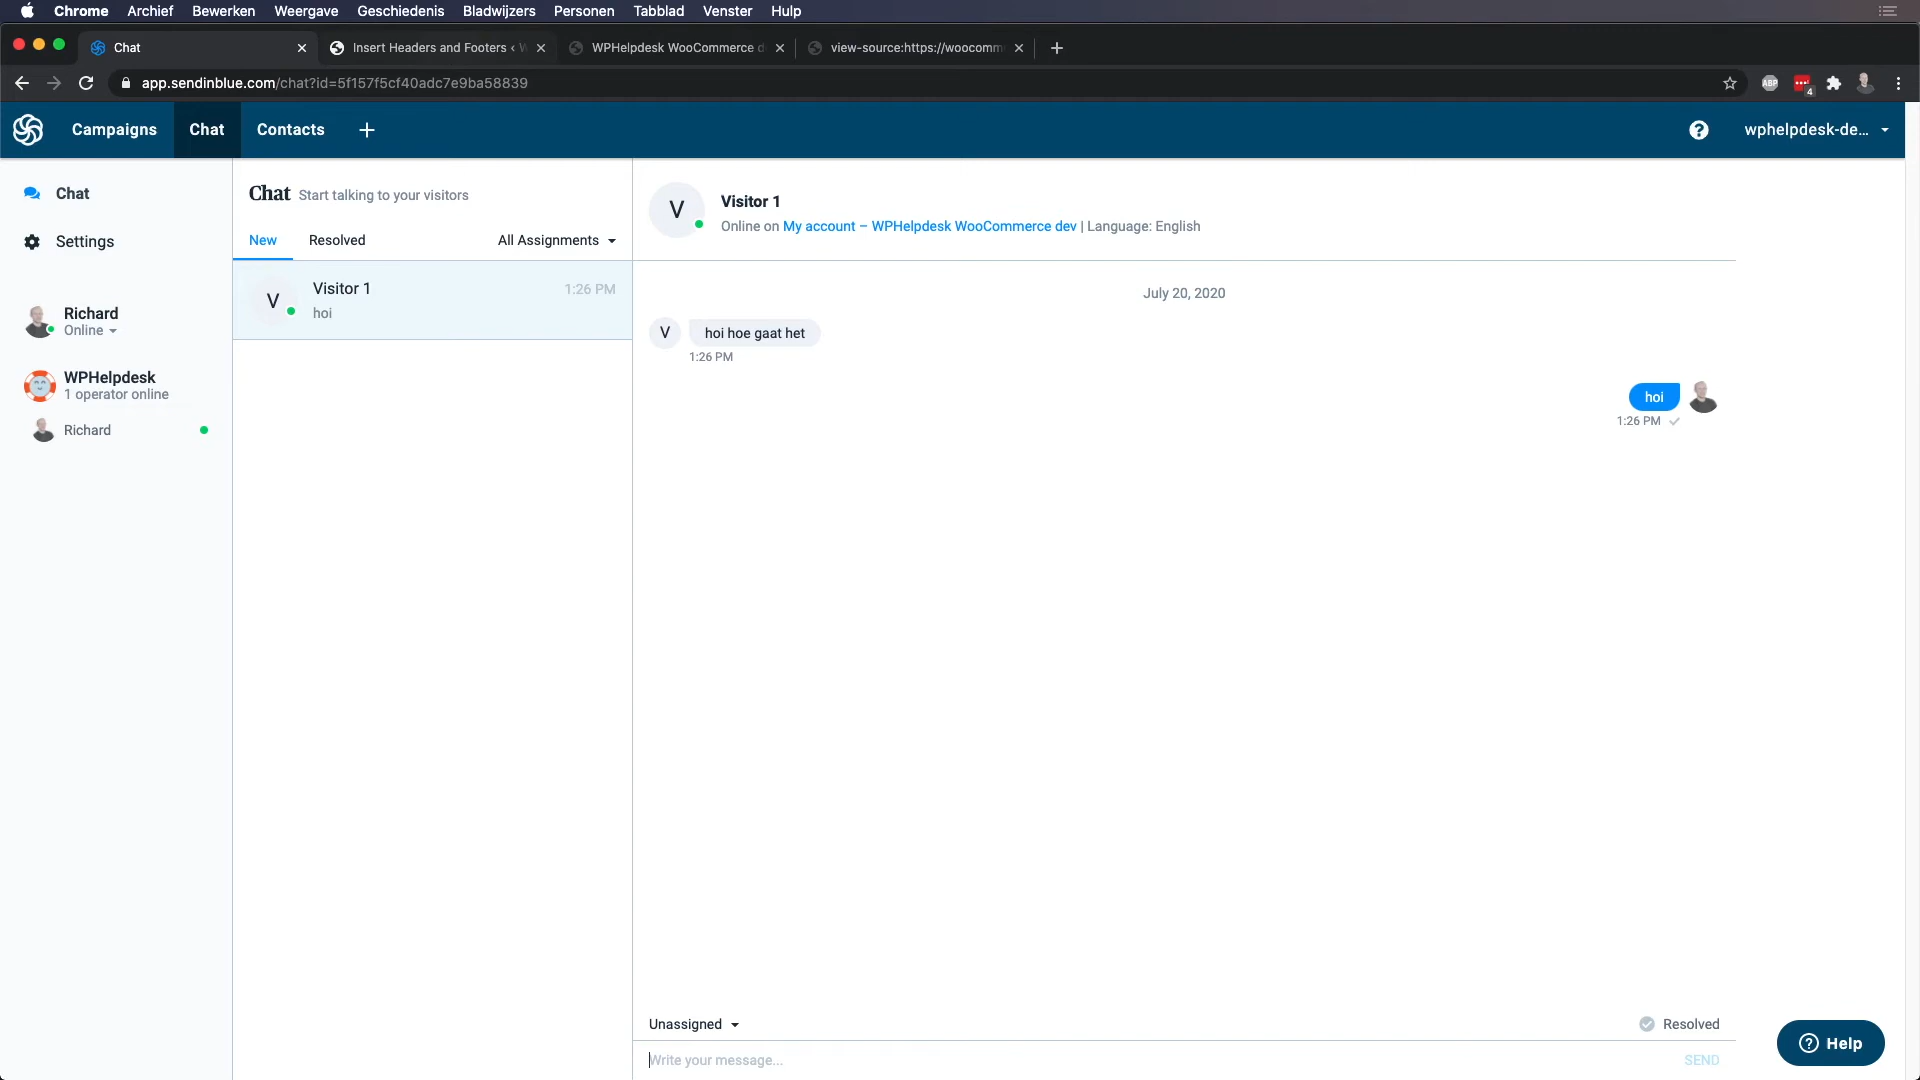 Chrome Archief Bewerken Weergave Geschiedenis Bladwijzers Personen Tabblad Venster Hulp
Chat
Insert Headers and Footers ‹ W
WPHelpdesk WooCommerce d
view-source:https://woocomm
app.sendinblue.com/chat?id=5f157f5cf40adc7e9ba58839
ABP
4
Campaigns Chat Contacts +
wphelpdesk-de...
Chat
Settings
Richard
Online
WPHelpdesk
1 operator online
Richard
Chat Start talking to your visitors
New Resolved All Assignments
V
Visitor 1 1:26 PM
hoi
V
Visitor 1
Online on My account – WPHelpdesk WooCommerce dev | Language: English
July 20, 2020
V
hoi hoe gaat het
1:26 PM
hoi
1:26 PM
Unassigned
Resolved
Write your message...
SEND
? Help